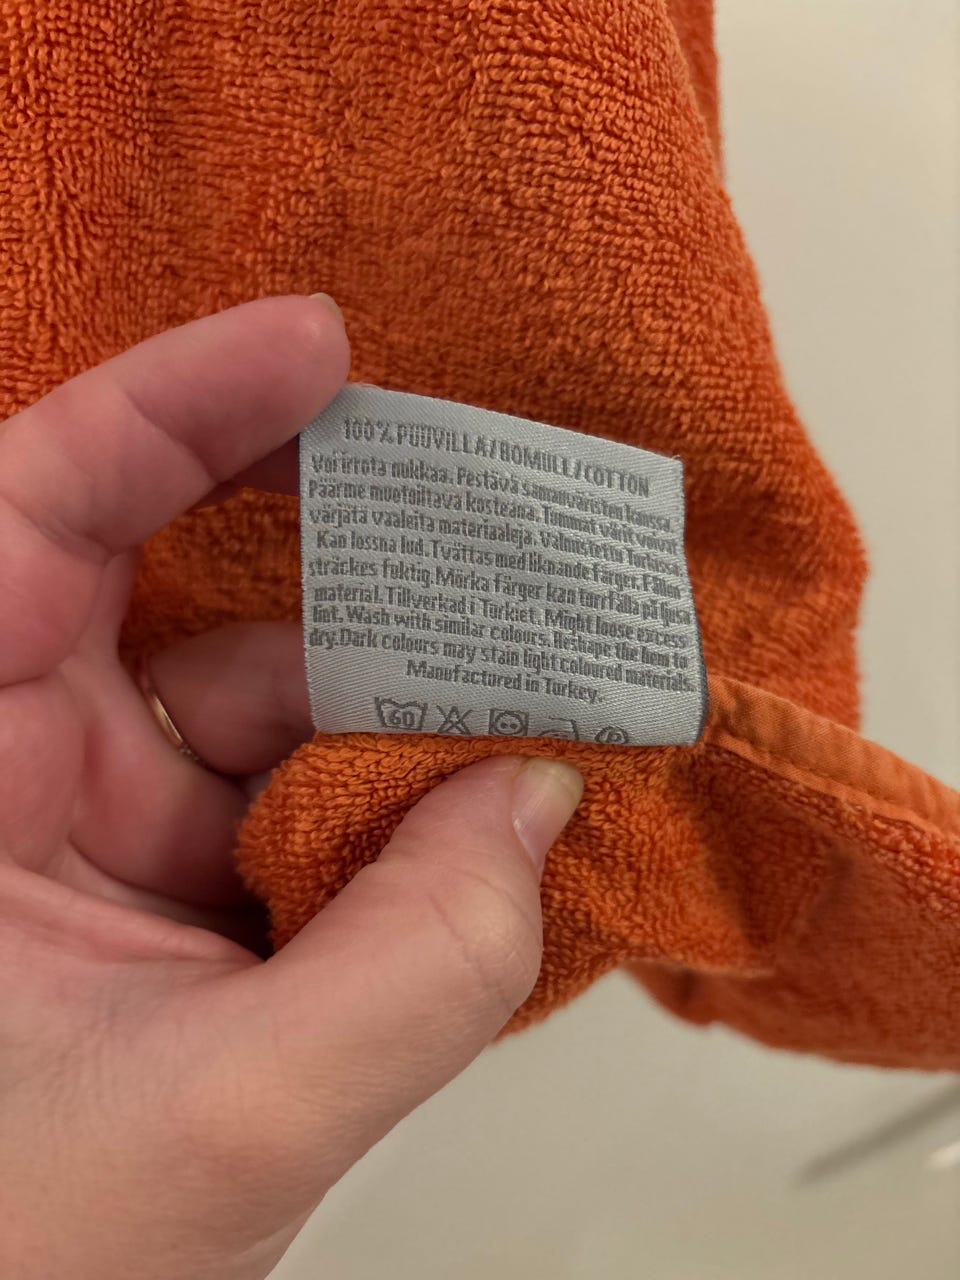 100% PUUVILLA/BOMULL/COTTON
Voi irrota nukkaa. Pestävä samanväristen kanssa.
Päärme muotoiltava kosteana. Tummat värit voivat
värjätä vaaleita materiaaleja. Valmistettu Turkissa.
Kan lossna lud. Tvättas med liknande färger. Fållen
sträckes fuktig. Mörka färger kan torrfälla på ljusa
material. Tillverkad i Turkiet. Might loose excess
lint. Wash with similar colours. Reshape the hem to
dry. Dark colours may stain light coloured materials.
Manufactured in Turkey.
60
P